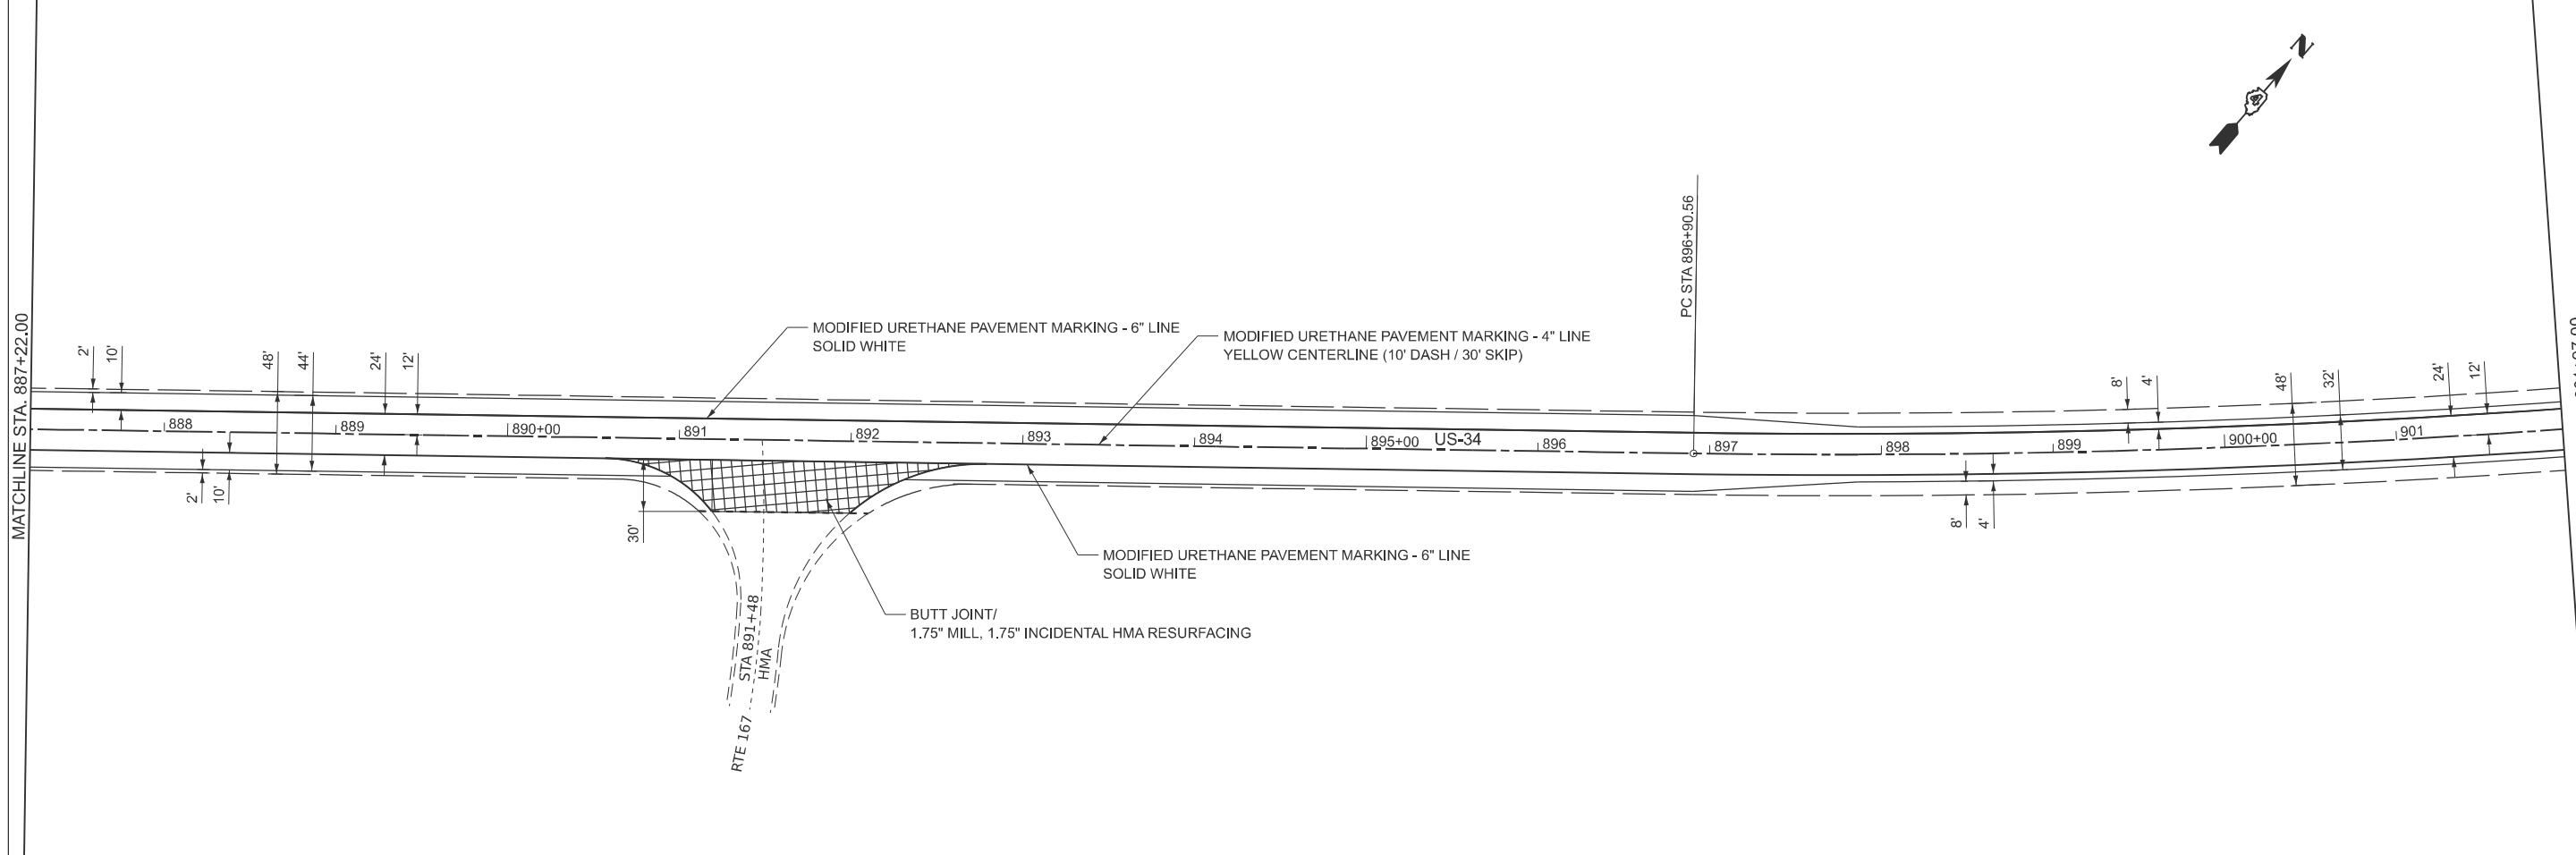 N
MATCHLINE STA. 887+22.00
2'
10'
48'
44'
24'
12'
MODIFIED URETHANE PAVEMENT MARKING - 6" LINE
SOLID WHITE
MODIFIED URETHANE PAVEMENT MARKING - 4" LINE
YELLOW CENTERLINE (10' DASH / 30' SKIP)
PC STA 896+90.56
8'
4'
48'
32'
24'
12'
888
889
890+00
891
892
893
894
895+00
US-34
896
897
898
899
900+00
901
2'
10'
30'
8'
4'
MODIFIED URETHANE PAVEMENT MARKING - 6" LINE
SOLID WHITE
BUTT JOINT/
1.75" MILL, 1.75" INCIDENTAL HMA RESURFACING
STA 891+48
HMA
RTE 167